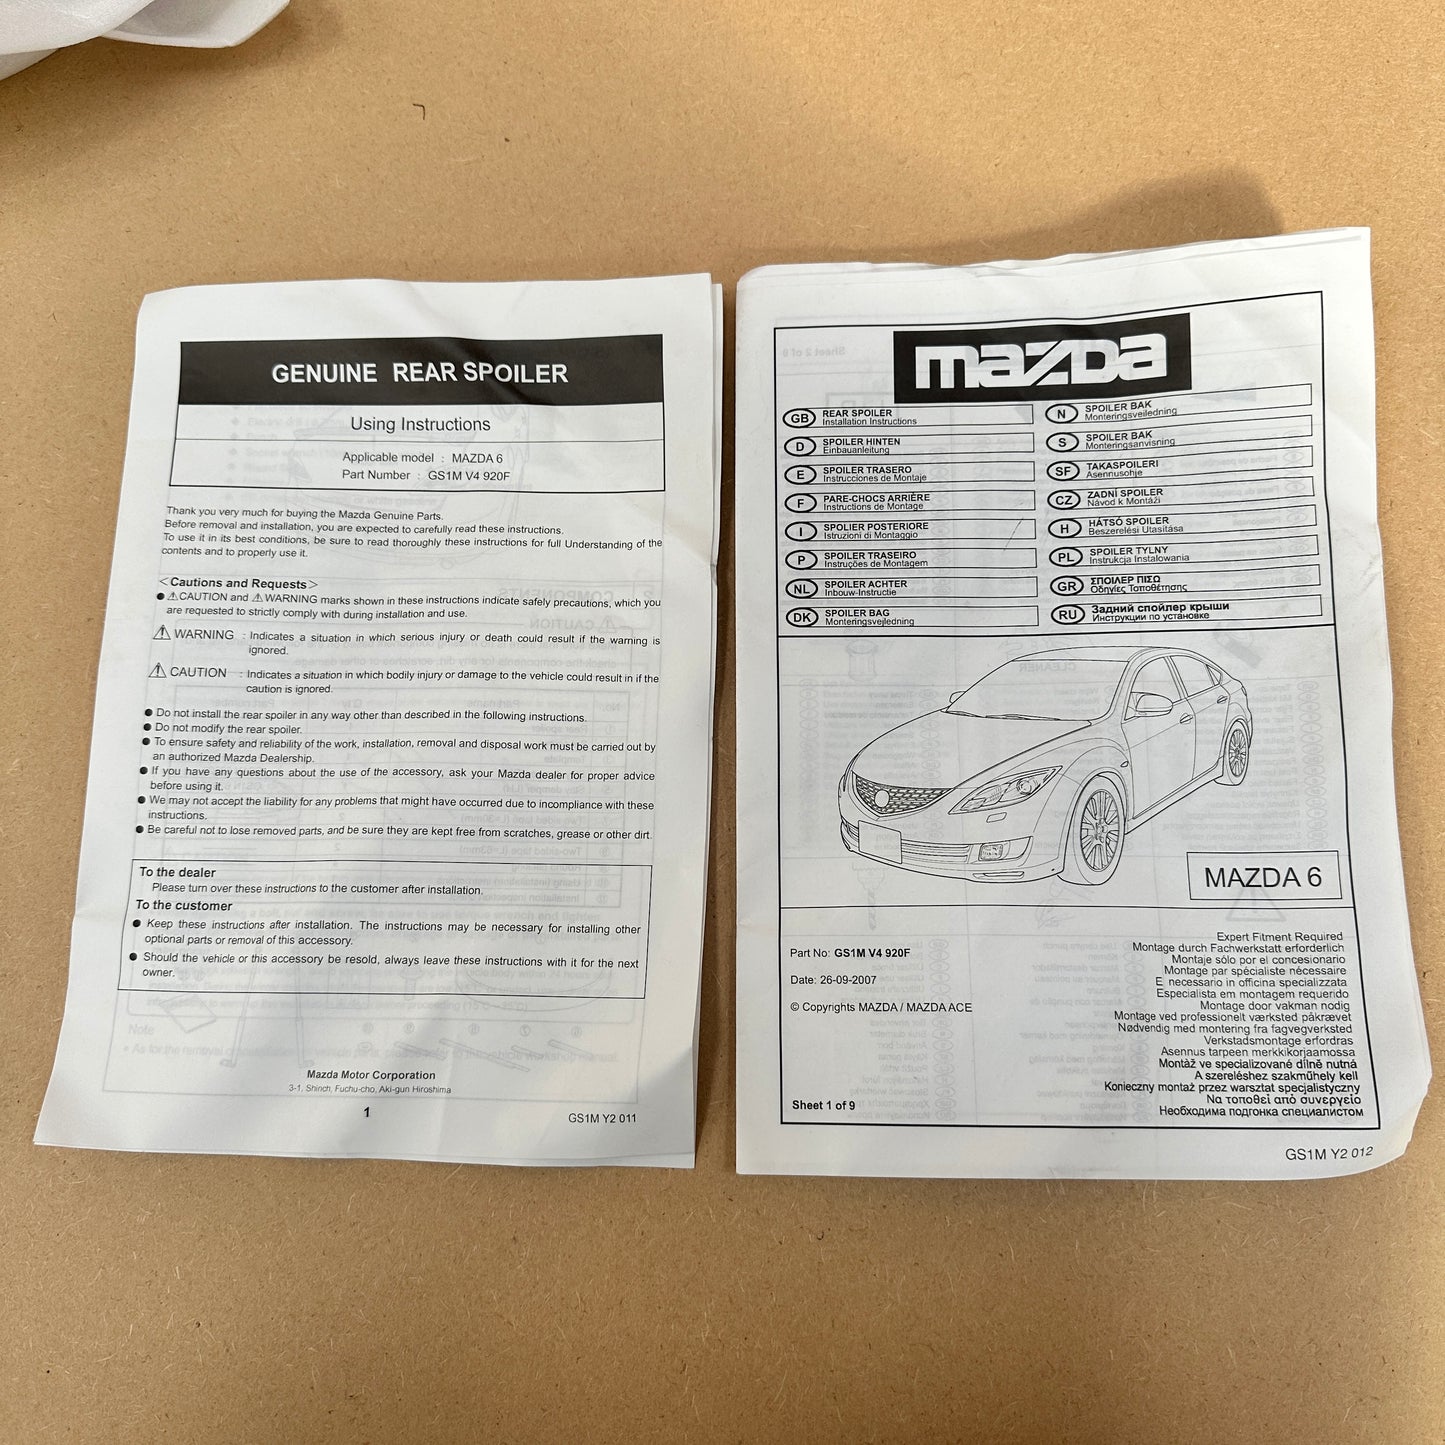 GENUINE REAR SPOILER
Using Instructions
Applicable model : MAZDA 6
Part Number : GS1M V4 920F
Thank you very much for buying the Mazda Genuine Parts.
Before removal and installation, you are expected to carefully read these instructions.
To use it in its best conditions, be sure to read thoroughly these instructions for full Understanding of the
contents and to properly use it.
<Cautions and Requests>
● ⚠CAUTION and ⚠WARNING marks shown in these instructions indicate safely precautions, which you
are requested to strictly comply with during installation and use.
⚠ WARNING : Indicates a situation in which serious injury or death could result if the warning is
ignored.
⚠ CAUTION : Indicates a situation in which bodily injury or damage to the vehicle could result in if the
caution is ignored.
● Do not install the rear spoiler in any way other than described in the following instructions.
● Do not modify the rear spoiler.
● To ensure safety and reliability of the work, installation, removal and disposal work must be carried out by
an authorized Mazda Dealership.
● If you have any questions about the use of the accessory, ask your Mazda dealer for proper advice
before using it.
● We may not accept the liability for any problems that might have occurred due to incompliance with these
instructions.
● Be careful not to lose removed parts, and be sure they are kept free from scratches, grease or other dirt.
To the dealer
Please turn over these instructions to the customer after installation.
To the customer
● Keep these instructions after installation. The instructions may be necessary for installing other
optional parts or removal of this accessory.
● Should the vehicle or this accessory be resold, always leave these instructions with it for the next
owner.
Mazda Motor Corporation
3-1, Shinch, Fuchu-cho, Aki-gun Hiroshima
1
GS1M Y2 011
mazda
GB REAR SPOILER
Installation Instructions
D SPOILER HINTEN
Einbauanleitung
E SPOILER TRASERO
Instrucciones de Montaje
F PARE-CHOCS ARRIÈRE
Instructions de Montage
I SPOLIER POSTERIORE
Istruzioni di Montaggio
P SPOILER TRASEIRO
Instruções de Montagem
NL SPOILER ACHTER
Inbouw-Instructie
DK SPOILER BAG
Monteringsvejledning
N SPOILER BAK
Monteringsveiledning
S SPOILER BAK
Monteringsanvisning
SF TAKASPOILERI
Asennusohje
CZ ZADNÍ SPOILER
Návod k Montáži
H HÁTSÓ SPOILER
Beszerelési Utasítása
PL SPOILER TYLNY
Instrukcja Instalowania
GR ΣΠΟΙΛΕΡ ΠΙΣΩ
Οδηγίες Τοποθέτησης
RU Задний спойлер крыши
Инструкции по установке
MAZDA 6
Part No: GS1M V4 920F
Date: 26-09-2007
© Copyrights MAZDA / MAZDA ACE
Sheet 1 of 9
Expert Fitment Required
Montage durch Fachwerkstatt erforderlich
Montaje sólo por el concesionario
Montage par spécialiste nécessaire
E necessario in officina specializzata
Especialista em montagem requerido
Montage door vakman nodig
Montage ved professionelt værksted påkrævet
Nødvendig med montering fra fagvegverksted
Verkstadsmontage erfordras
Asennus tarpeen merkkikorjaamossa
Montàž ve specializované dílně nutná
A szereléshez szakműhely kell
Konieczny montaż przez warsztat specjalistyczny
Να τοποθεί από συνεργείο
Необходима подгонка специалистом
GS1M Y2 012